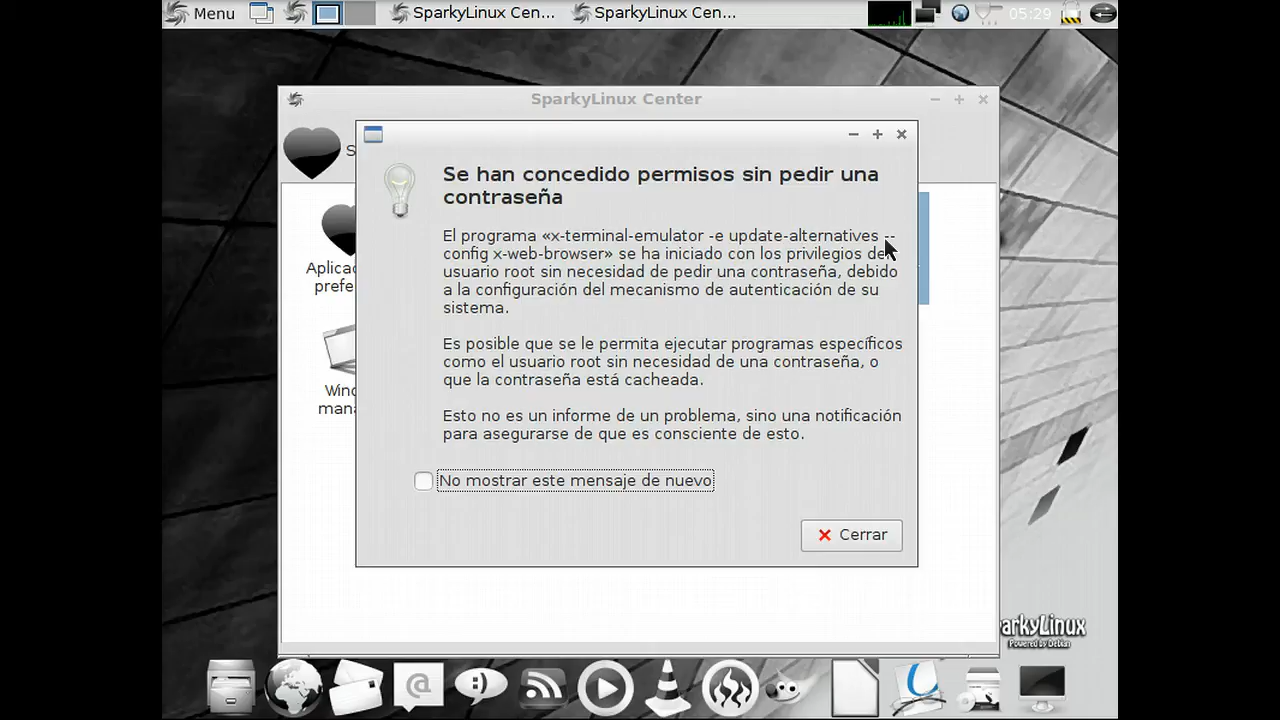 Menu
SparkyLinux Cen...
SparkyLinux Cen...
05:29
SparkyLinux Center
S
Se han concedido permisos sin pedir una
contraseña
El programa «x-terminal-emulator -e update-alternatives --
config x-web-browser» se ha iniciado con los privilegios del
usuario root sin necesidad de pedir una contraseña, debido
a la configuración del mecanismo de autenticación de su
sistema.
Es posible que se le permita ejecutar programas específicos
como el usuario root sin necesidad de una contraseña, o
que la contraseña está cacheada.
Esto no es un informe de un problema, sino una notificación
para asegurarse de que es consciente de esto.
No mostrar este mensaje de nuevo
Cerrar
Aplicac
prefe
Wind
mana
arkyLinux
Powered by Debian